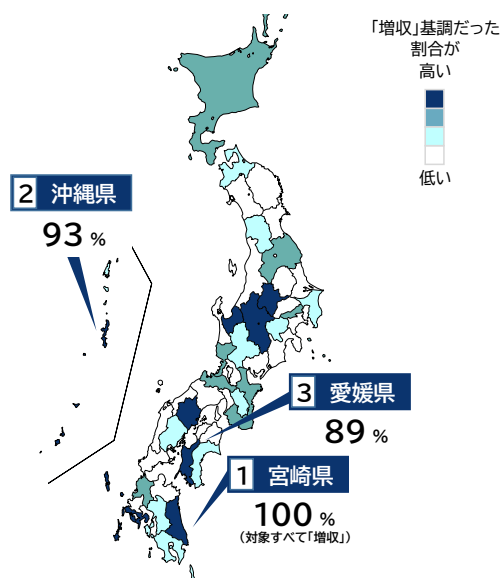 「増収」基調だった
割合が
高い
低い
2 沖縄県
93 %
3 愛媛県
89 %
1 宮崎県
100 %
(対象すべて「増収」)